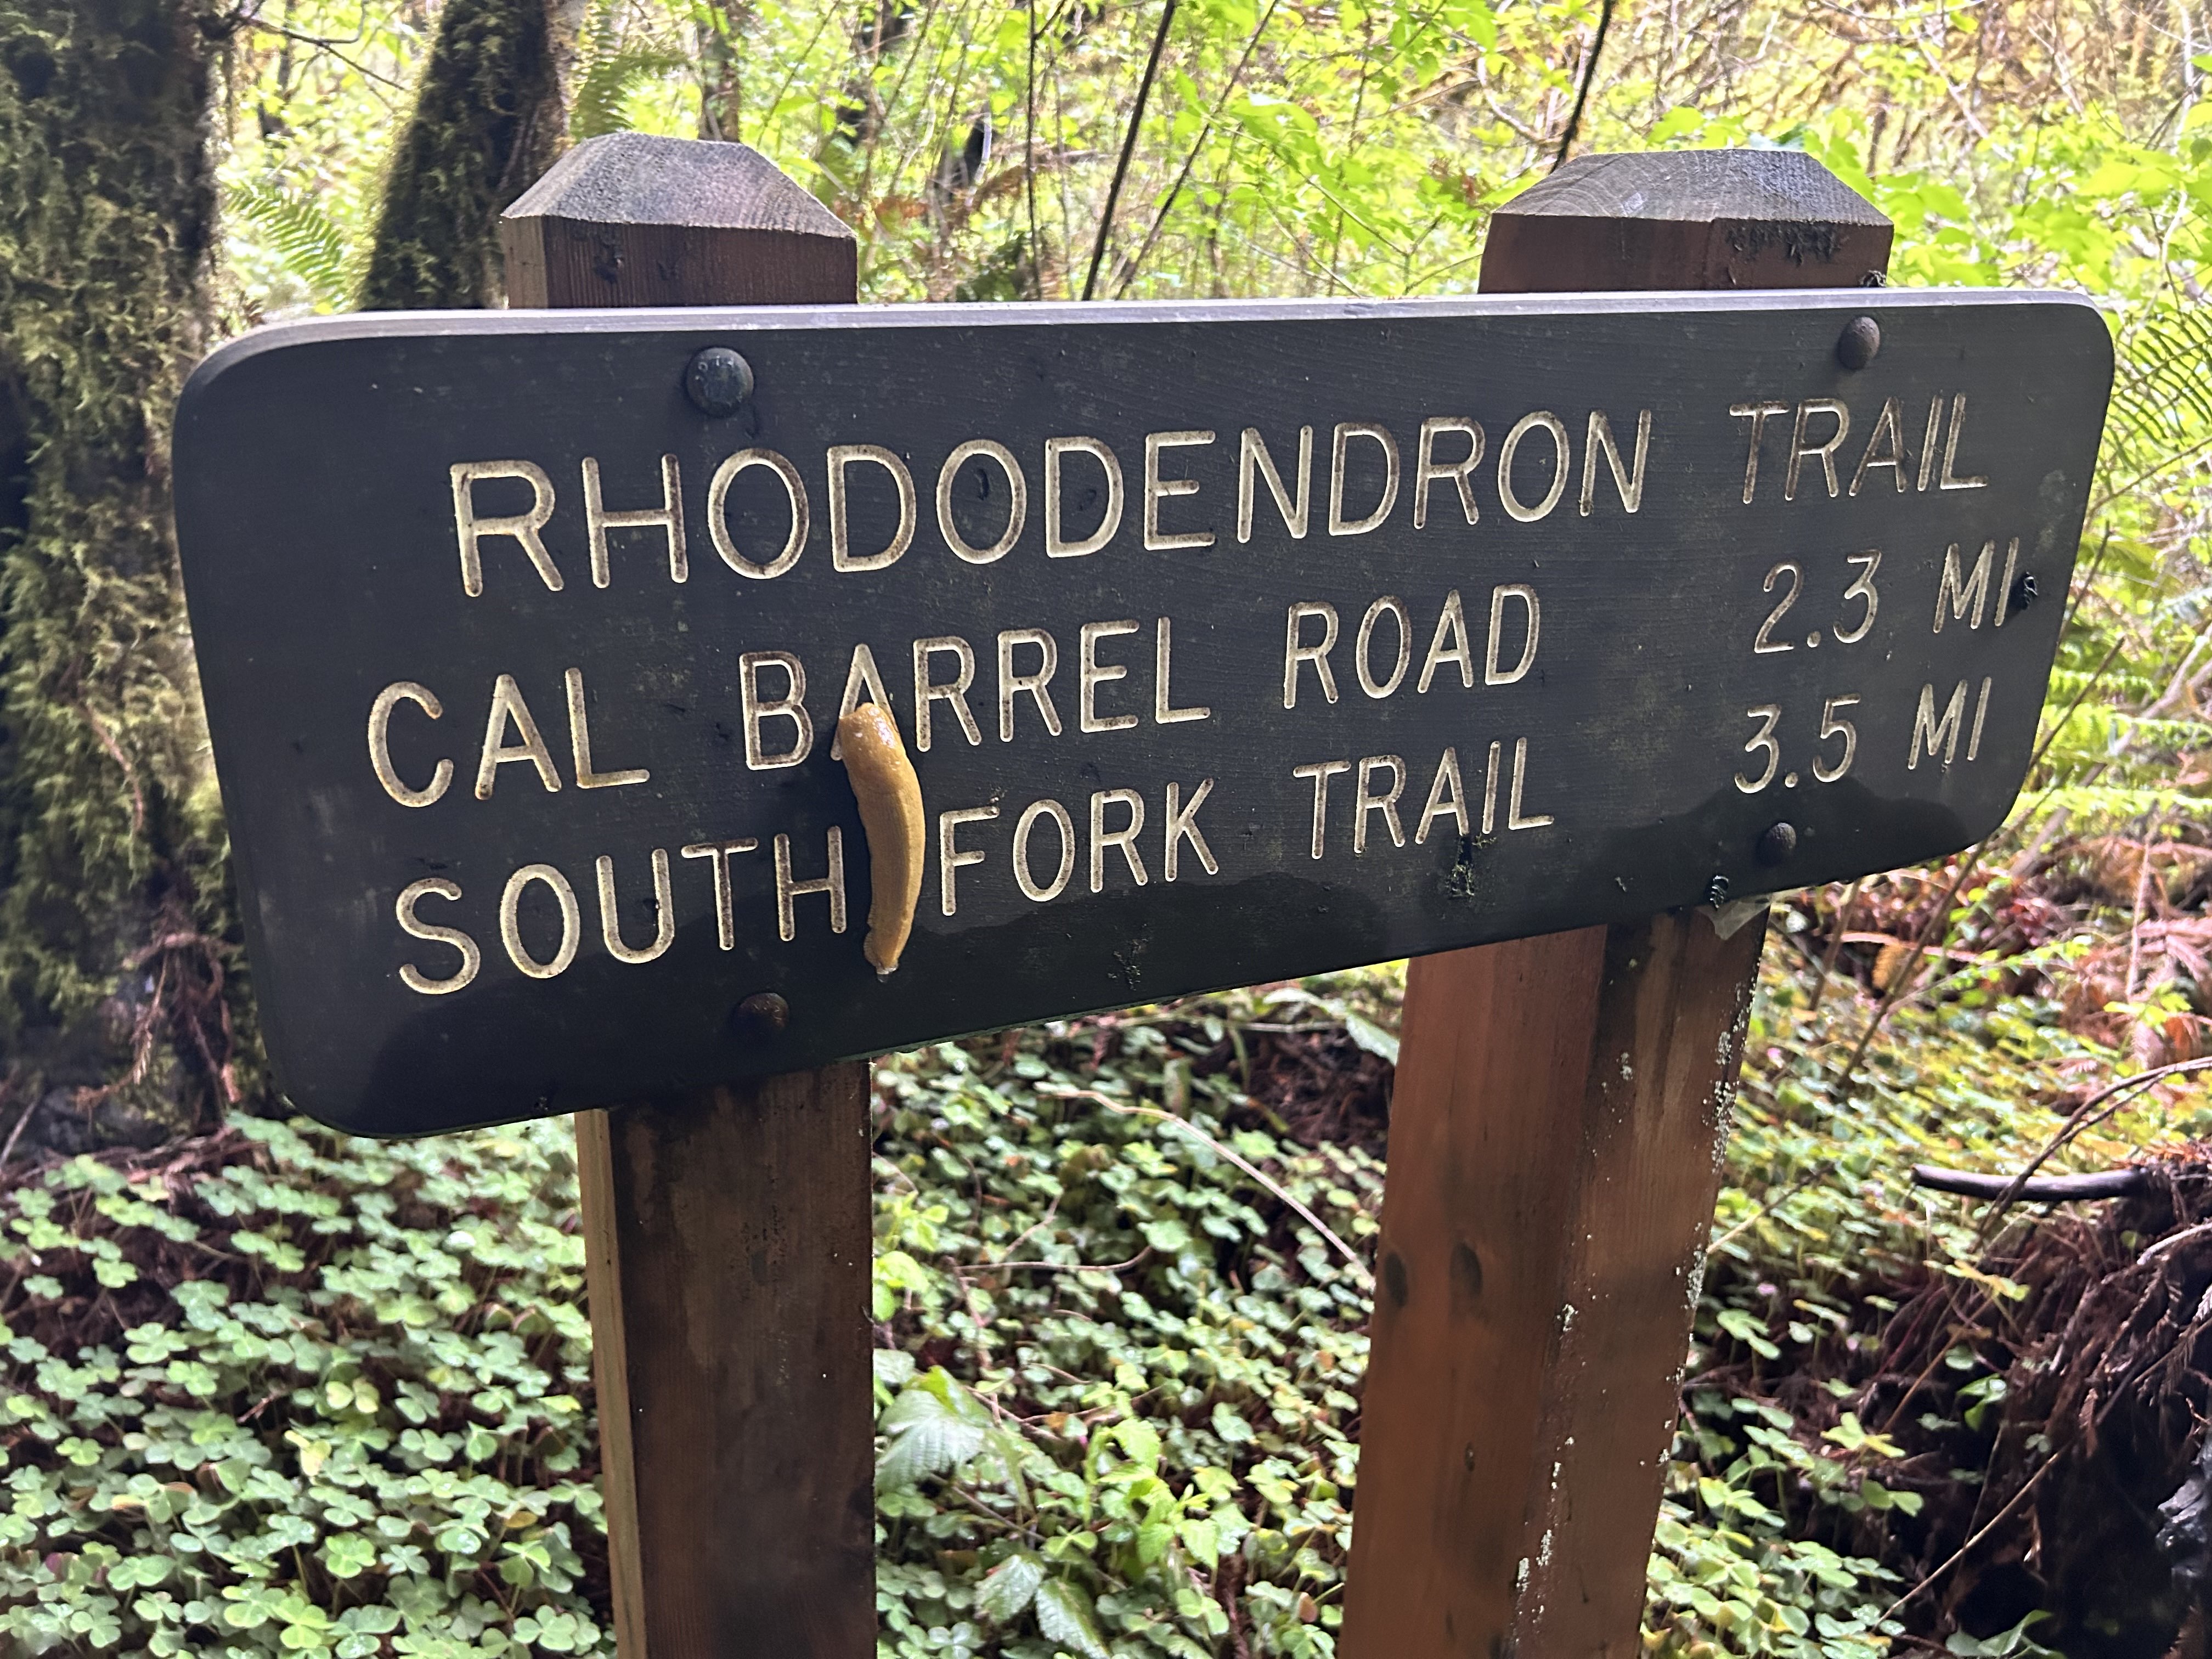 RHODODENDRON TRAIL
CAL BARREL ROAD 2.3 MI
SOUTH FORK TRAIL 3.5 MI